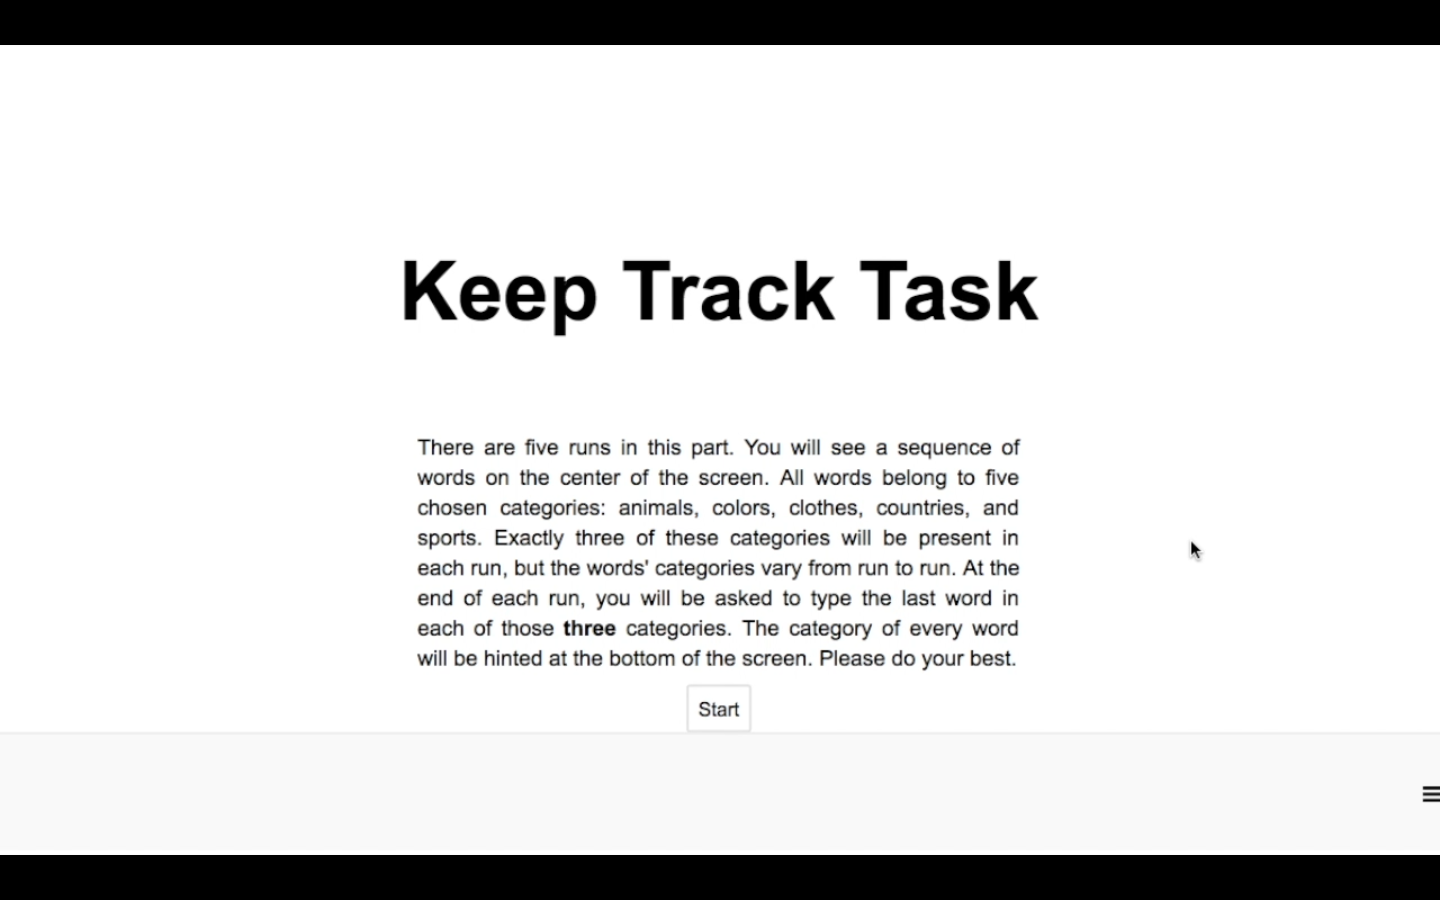 Keep Track Task
There are five runs in this part. You will see a sequence of
words on the center of the screen. All words belong to five
chosen categories: animals, colors, clothes, countries, and
sports. Exactly three of these categories will be present in
each run, but the words' categories vary from run to run. At the
end of each run, you will be asked to type the last word in
each of those three categories. The category of every word
will be hinted at the bottom of the screen. Please do your best.
Start